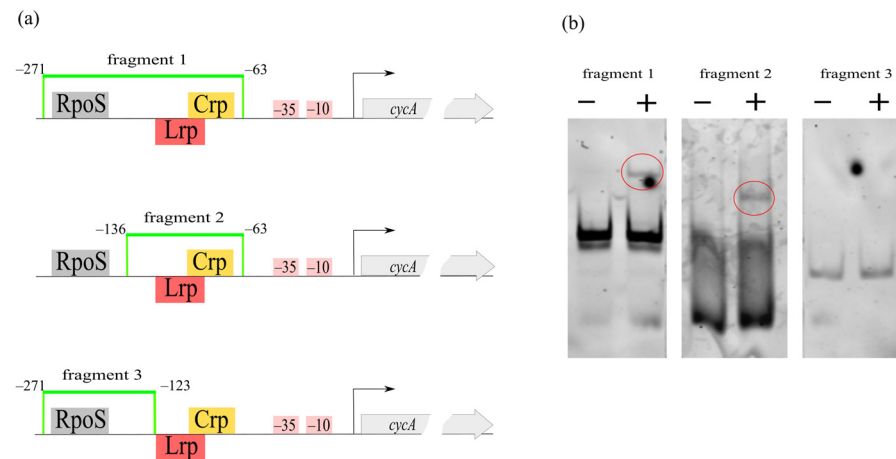 (a)
fragment 1
–271
–63
RpoS
Crp
Lrp
–35
–10
cycA
fragment 2
–136
–63
RpoS
Crp
Lrp
–35
–10
cycA
fragment 3
–271
–123
RpoS
Crp
Lrp
–35
–10
cycA
(b)
fragment 1 fragment 2 fragment 3
– + – + – +